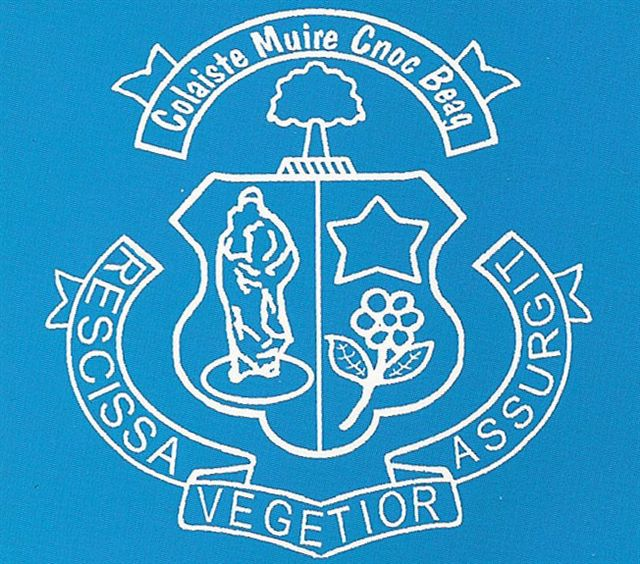 Colaiste Muire Cnoc Beag
RESCISSA
VEGETIOR
ASSURGIT